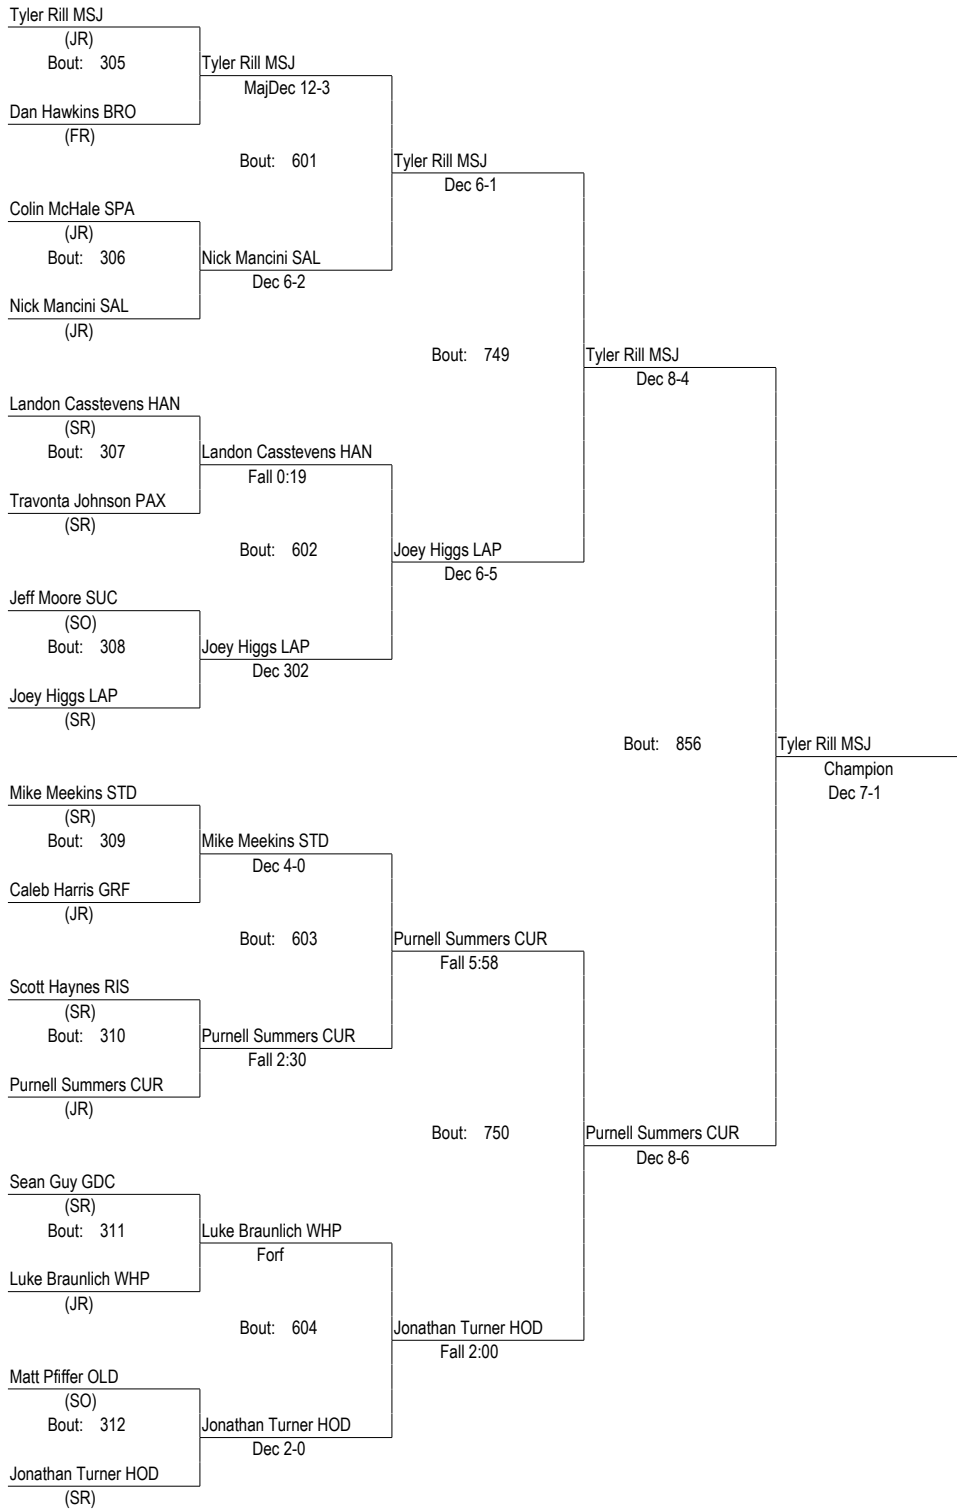 Tyler Rill MSJ
(JR)
Bout: 305
Tyler Rill MSJ
MajDec 12-3
Dan Hawkins BRO
(FR)
Bout: 601
Tyler Rill MSJ
Dec 6-1
Colin McHale SPA
(JR)
Bout: 306
Nick Mancini SAL
Dec 6-2
Nick Mancini SAL
(JR)
Bout: 749
Tyler Rill MSJ
Dec 8-4
Landon Casstevens HAN
(SR)
Bout: 307
Landon Casstevens HAN
Fall 0:19
Travonta Johnson PAX
(SR)
Bout: 602
Joey Higgs LAP
Dec 6-5
Jeff Moore SUC
(SO)
Bout: 308
Joey Higgs LAP
Dec 302
Joey Higgs LAP
(SR)
Bout: 856
Tyler Rill MSJ
Champion
Dec 7-1
Mike Meekins STD
(SR)
Bout: 309
Mike Meekins STD
Dec 4-0
Caleb Harris GRF
(JR)
Bout: 603
Purnell Summers CUR
Fall 5:58
Scott Haynes RIS
(SR)
Bout: 310
Purnell Summers CUR
Fall 2:30
Purnell Summers CUR
(JR)
Bout: 750
Purnell Summers CUR
Dec 8-6
Sean Guy GDC
(SR)
Bout: 311
Luke Braunlich WHP
Forf
Luke Braunlich WHP
(JR)
Bout: 604
Jonathan Turner HOD
Fall 2:00
Matt Pfiffer OLD
(SO)
Bout: 312
Jonathan Turner HOD
Dec 2-0
Jonathan Turner HOD
(SR)